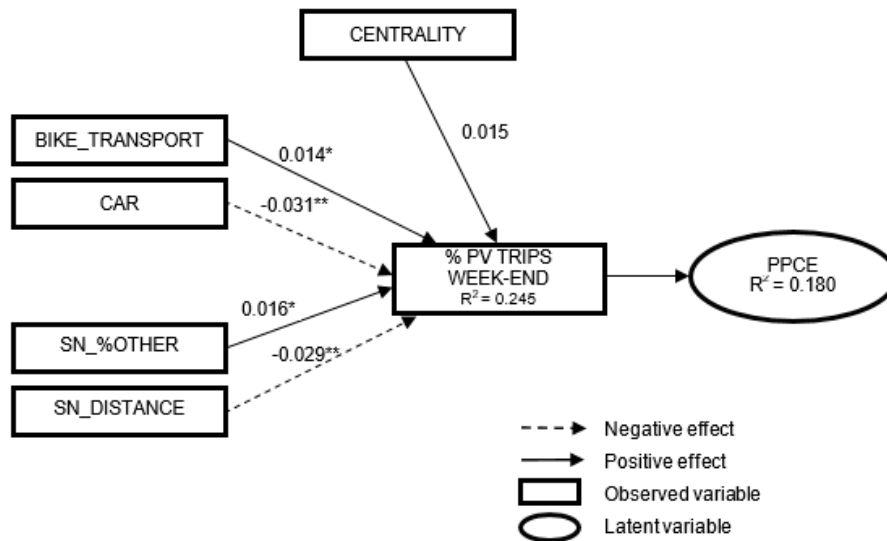 CENTRALITY
0.015
BIKE_TRANSPORT
0.014*
CAR
-0.031**
% PV TRIPS
WEEK-END
R² = 0.245
PPCE
R² = 0.180
0.016*
SN_%OTHER
-0.029**
SN_DISTANCE
Negative effect
Positive effect
Observed variable
Latent variable